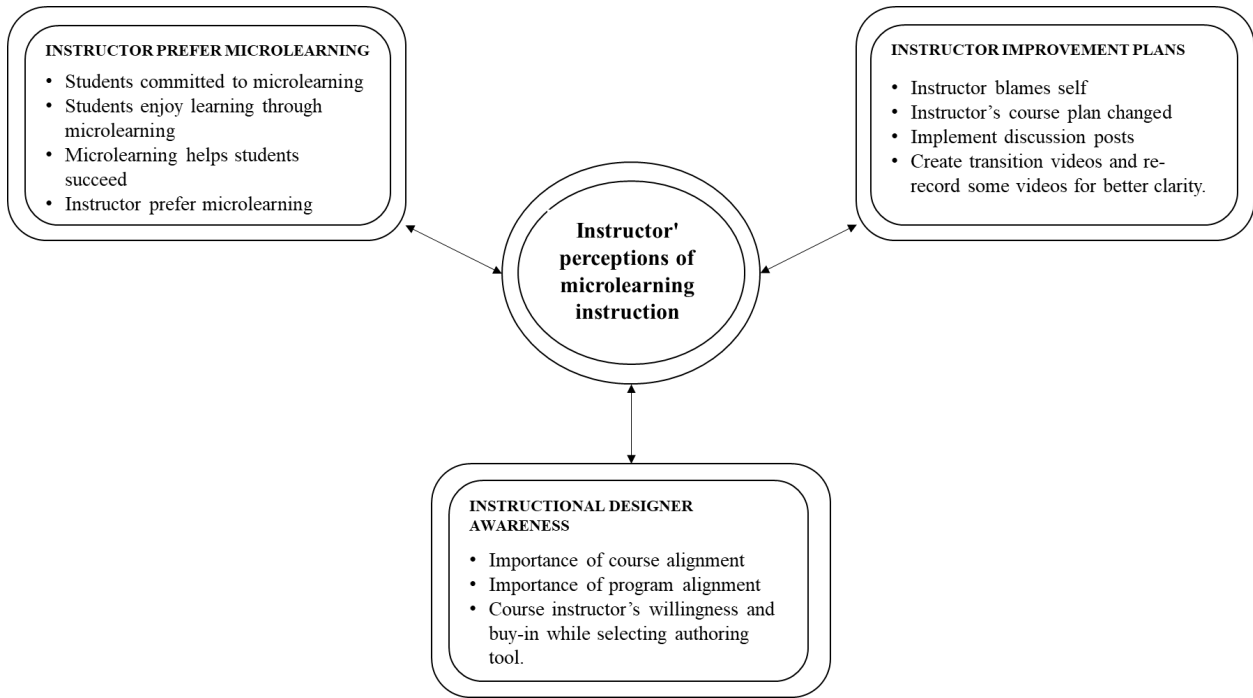 INSTRUCTOR PREFER MICROLEARNING
• Students committed to microlearning
• Students enjoy learning through
microlearning
• Microlearning helps students
succeed
• Instructor prefer microlearning
INSTRUCTOR IMPROVEMENT PLANS
• Instructor blames self
• Instructor’s course plan changed
• Implement discussion posts
• Create transition videos and re-
record some videos for better clarity.
Instructor'
perceptions of
microlearning
instruction
INSTRUCTIONAL DESIGNER
AWARENESS
• Importance of course alignment
• Importance of program alignment
• Course instructor’s willingness and
buy-in while selecting authoring
tool.